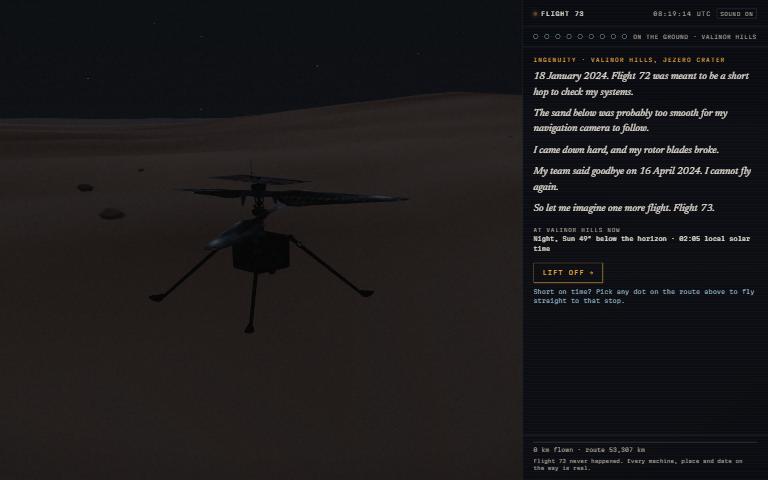 FLIGHT 73
08:19:14 UTC
SOUND ON
ON THE GROUND · VALINOR HILLS
INGENUITY · VALINOR HILLS, JEZERO CRATER
18 January 2024. Flight 72 was meant to be a short
hop to check my systems.
The sand below was probably too smooth for my
navigation camera to follow.
I came down hard, and my rotor blades broke.
My team said goodbye on 16 April 2024. I cannot fly
again.
So let me imagine one more flight. Flight 73.
AT VALINOR HILLS NOW
Night, Sun 49° below the horizon · 02:05 local solar
time
LIFT OFF →
Short on time? Pick any dot on the route above to fly
straight to that stop.
0 km flown · route 53,307 km
Flight 73 never happened. Every machine, place and date on
the way is real.